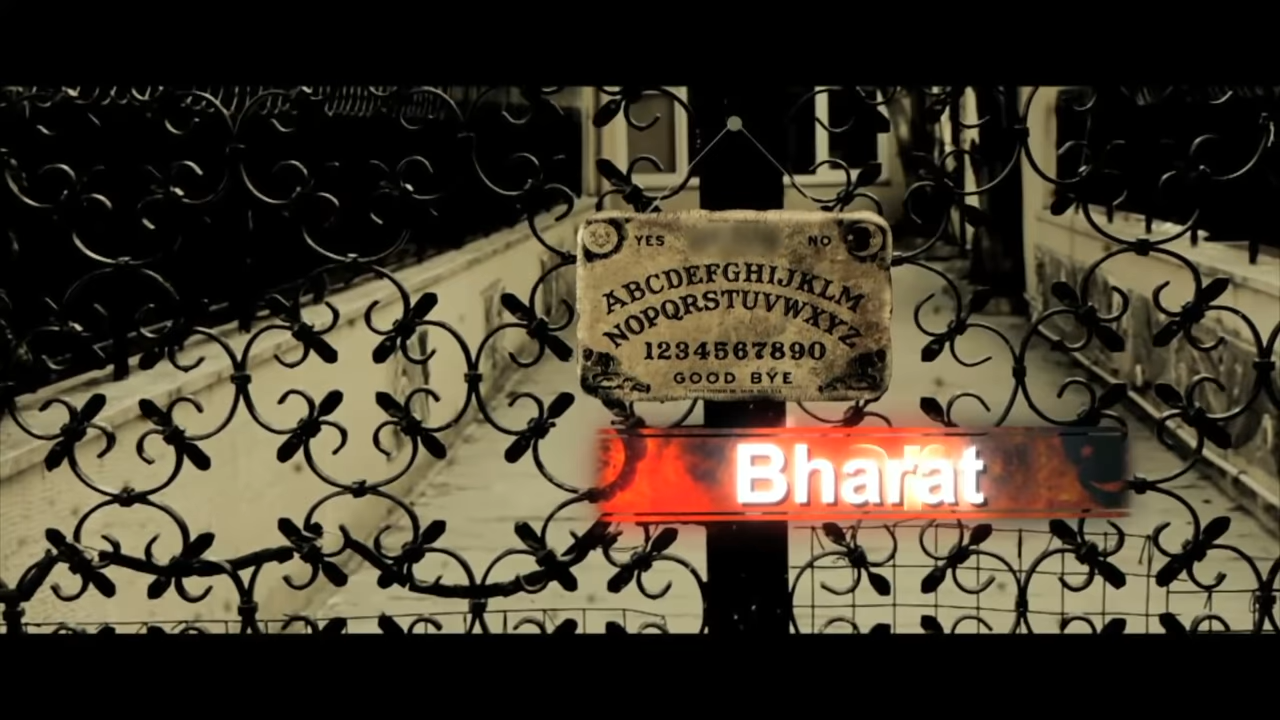 YES NO
ABCDEFGHIJKLM
NOPQRSTUVWXYZ
1234567890
GOOD BYE
Bharat